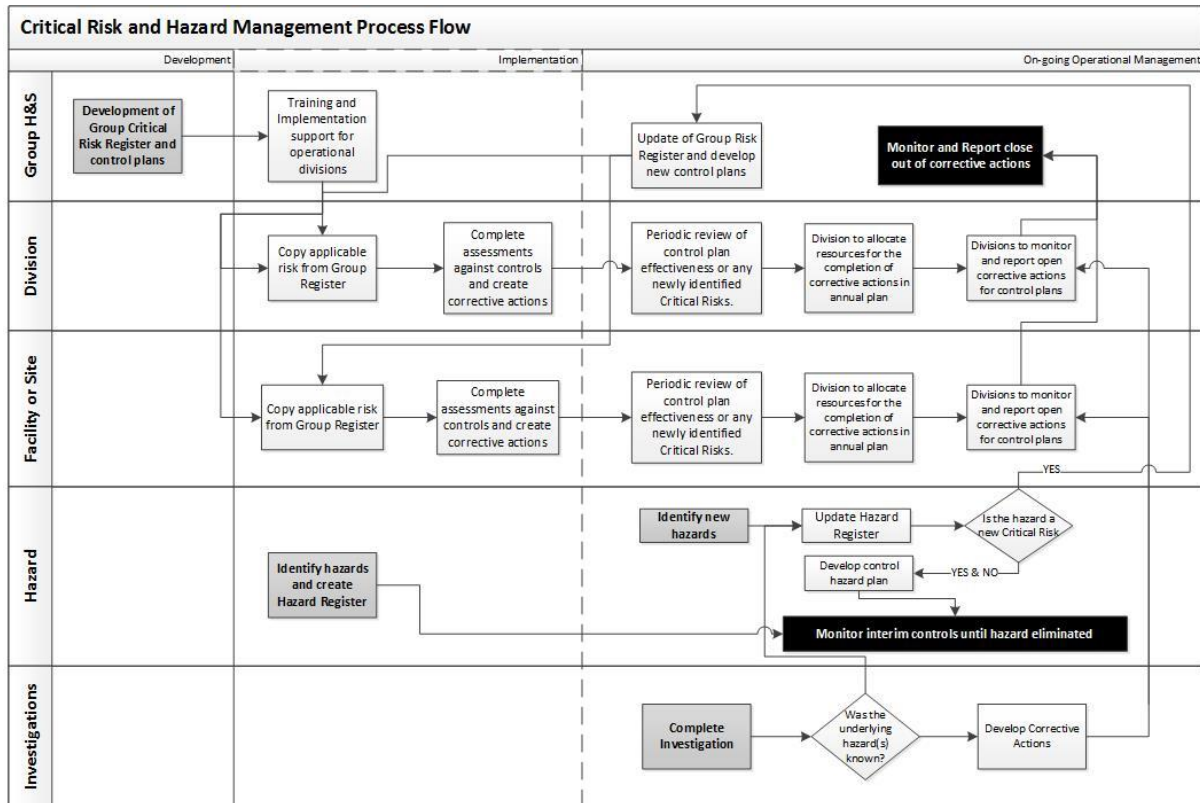 Critical Risk and Hazard Management Process Flow
Development
Implementation
On-going Operational Management
Group H&S
Development of
Group Critical
Risk Register and
control plans
Training and
Implementation
support for
operational
divisions
Update of Group Risk
Register and develop
new control plans
Monitor and Report close
out of corrective actions
Division
Copy applicable
risk from Group
Register
Complete
assessments
against controls
and create
corrective actions
Periodic review of
control plan
effectiveness or any
newly identified
Critical Risks.
Division to allocate
resources for the
completion of
corrective actions in
annual plan
Divisions to monitor
and report open
corrective actions
for control plans
Facility or Site
Copy applicable risk
from Group Register
Complete
assessments against
controls and create
corrective actions
Periodic review of
control plan
effectiveness or any
newly identified
Critical Risks.
Division to allocate
resources for the
completion of
corrective actions in
annual plan
Divisions to monitor
and report open
corrective actions
for control plans
YES
Hazard
Identify hazards
and create
Hazard Register
Identify new
hazards
Update Hazard
Register
Is the hazard a
new Critical Risk
Develop control
hazard plan
YES & NO
Monitor interim controls until hazard eliminated
Investigations
Complete
Investigation
Was the
underlying
hazard(s)
known?
Develop Corrective
Actions